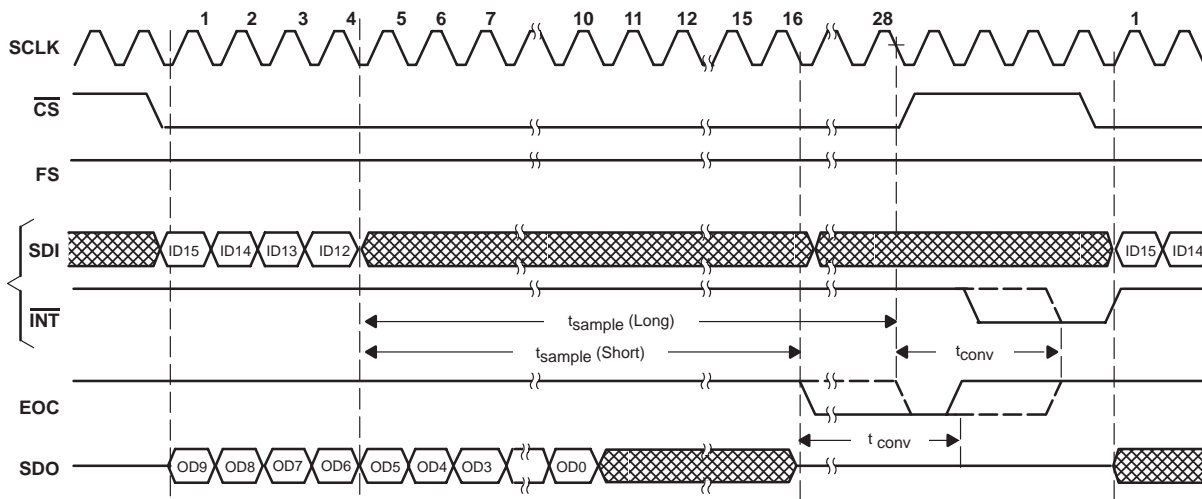 1 2 3 4 5 6 7 10 11 12 15 16 28 1
SCLK
CS
FS
SDI ID15 ID14 ID13 ID12 ID15 ID14
INT
tsample (Long)
tsample (Short) tconv
EOC
t conv
SDO OD9 OD8 OD7 OD6 OD5 OD4 OD3 OD0